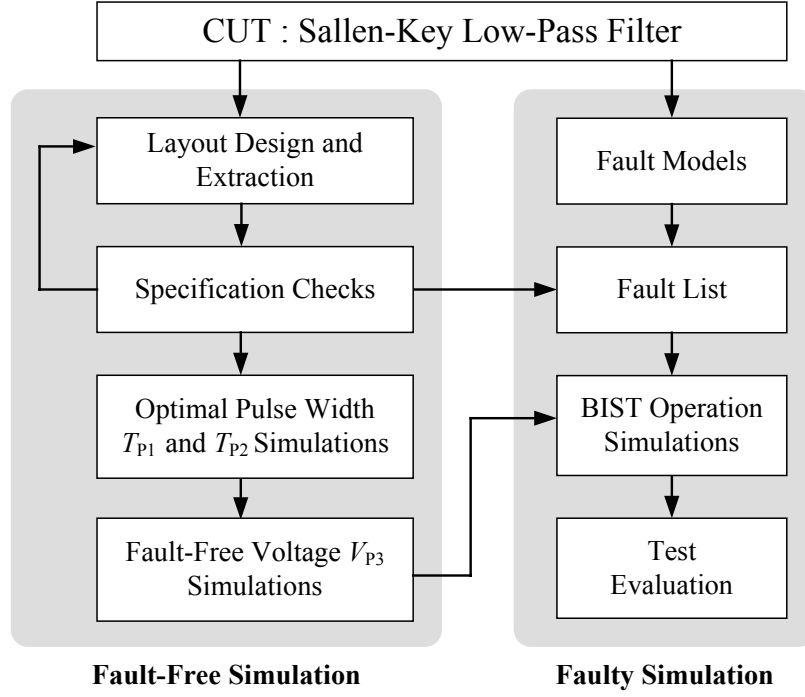 CUT : Sallen-Key Low-Pass Filter
Layout Design and
Extraction
Specification Checks
Optimal Pulse Width
TP1 and TP2 Simulations
Fault-Free Voltage VP3
Simulations
Fault-Free Simulation
Fault Models
Fault List
BIST Operation
Simulations
Test
Evaluation
Faulty Simulation